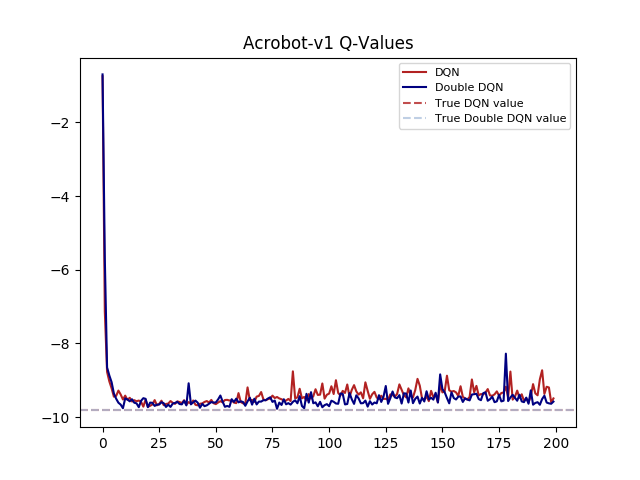 Acrobot-v1 Q-Values
DQN
Double DQN
True DQN value
True Double DQN value
−2
−4
−6
−8
−10
0 25 50 75 100 125 150 175 200